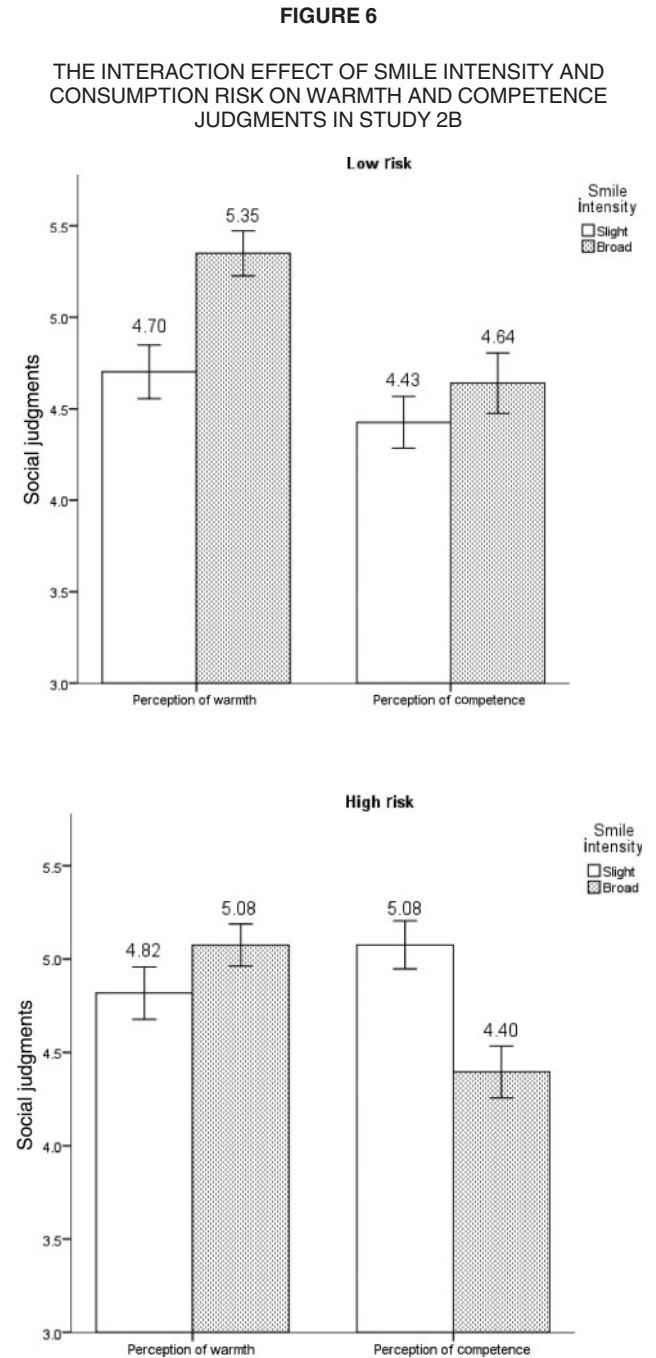 FIGURE 6
THE INTERACTION EFFECT OF SMILE INTENSITY AND
CONSUMPTION RISK ON WARMTH AND COMPETENCE
JUDGMENTS IN STUDY 2B
Low risk
Smile
intensity
Slight
Broad
Social judgments
5.5
5.0
4.5
4.0
3.5
3.0
4.70
5.35
4.43
4.64
Perception of warmth
Perception of competence
High risk
Smile
intensity
Slight
Broad
Social judgments
5.5
5.0
4.5
4.0
3.5
3.0
4.82
5.08
5.08
4.40
Perception of warmth
Perception of competence